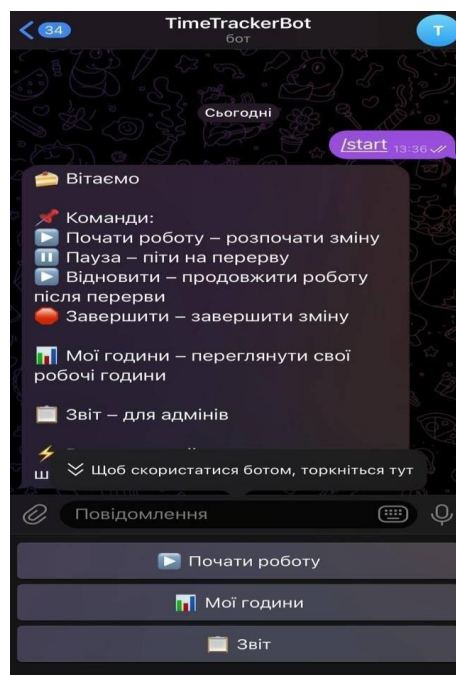 34
TimeTrackerBot
бот
T
Сьогодні
/start 13:36
🍰 Вітаємо
📌 Команди:
▶️ Почати роботу – розпочати зміну
⏸️ Пауза – піти на перерву
▶️ Відновити – продовжити роботу
після перерви
🛑 Завершити – завершити зміну
📊 Мої години – переглянути свої
робочі години
📋 Звіт – для адмінів
⚡
Щоб скористатися ботом, торкніться тут
Повідомлення
▶️ Почати роботу
📊 Мої години
📋 Звіт